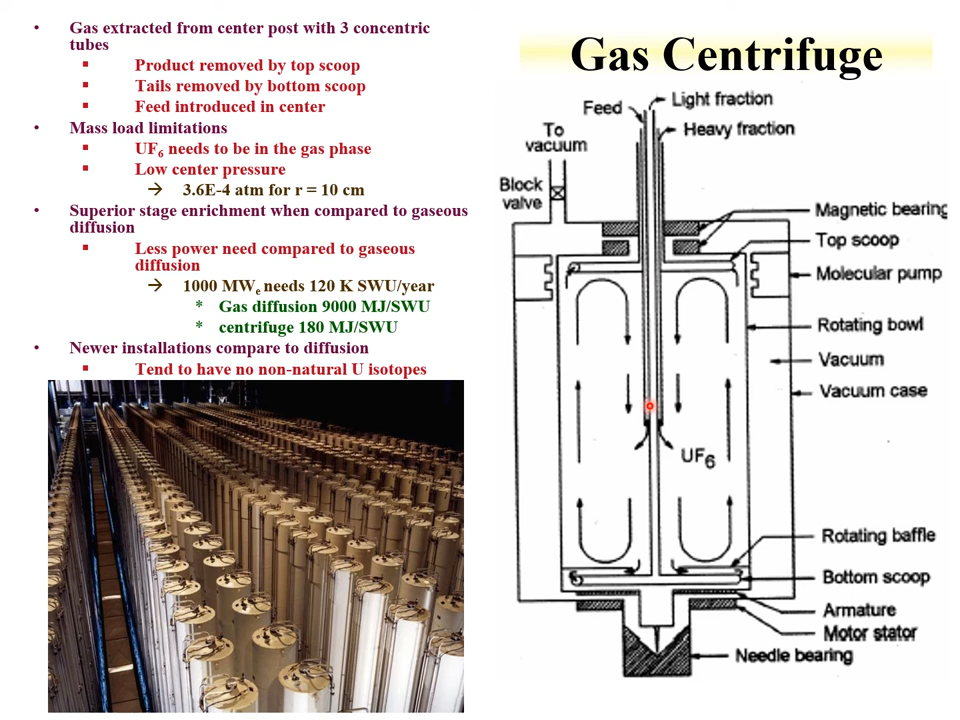 Gas Centrifuge
• Gas extracted from center post with 3 concentric
tubes
▪ Product removed by top scoop
▪ Tails removed by bottom scoop
▪ Feed introduced in center
• Mass load limitations
▪ UF6 needs to be in the gas phase
▪ Low center pressure
→ 3.6E-4 atm for r = 10 cm
• Superior stage enrichment when compared to gaseous
diffusion
▪ Less power need compared to gaseous
diffusion
→ 1000 MWe needs 120 K SWU/year
* Gas diffusion 9000 MJ/SWU
* centrifuge 180 MJ/SWU
• Newer installations compare to diffusion
▪ Tend to have no non-natural U isotopes
Feed
Light fraction
Heavy fraction
To
vacuum
Block
valve
Magnetic bearing
Top scoop
Molecular pump
Rotating bowl
Vacuum
Vacuum case
UF6
Rotating baffle
Bottom scoop
Armature
Motor stator
Needle bearing